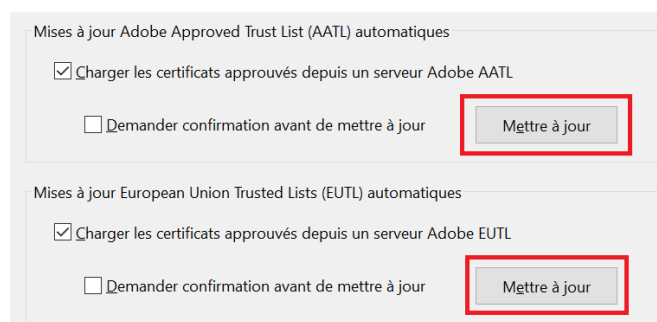 Mises à jour Adobe Approved Trust List (AATL) automatiques
Charger les certificats approuvés depuis un serveur Adobe AATL
Demander confirmation avant de mettre à jour
Mettre à jour
Mises à jour European Union Trusted Lists (EUTL) automatiques
Charger les certificats approuvés depuis un serveur Adobe EUTL
Demander confirmation avant de mettre à jour
Mettre à jour